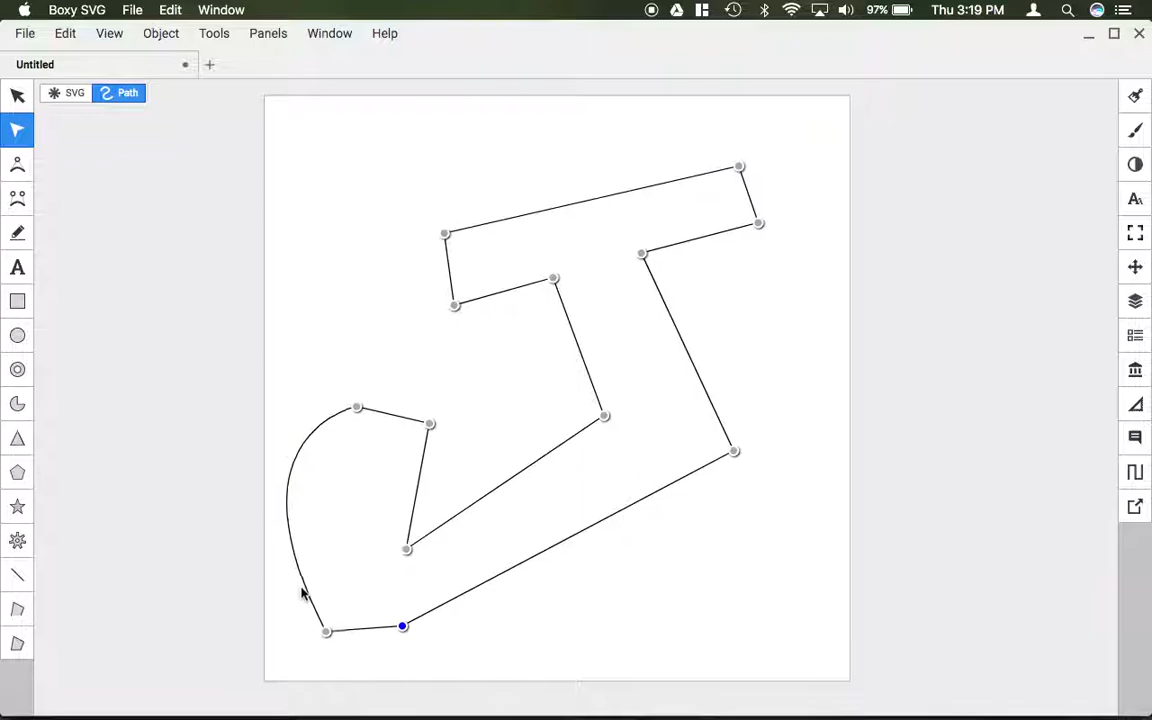 Boxy SVG File Edit Window 97% Thu 3:19 PM
File Edit View Object Tools Panels Window Help
Untitled
SVG Path
A
AA